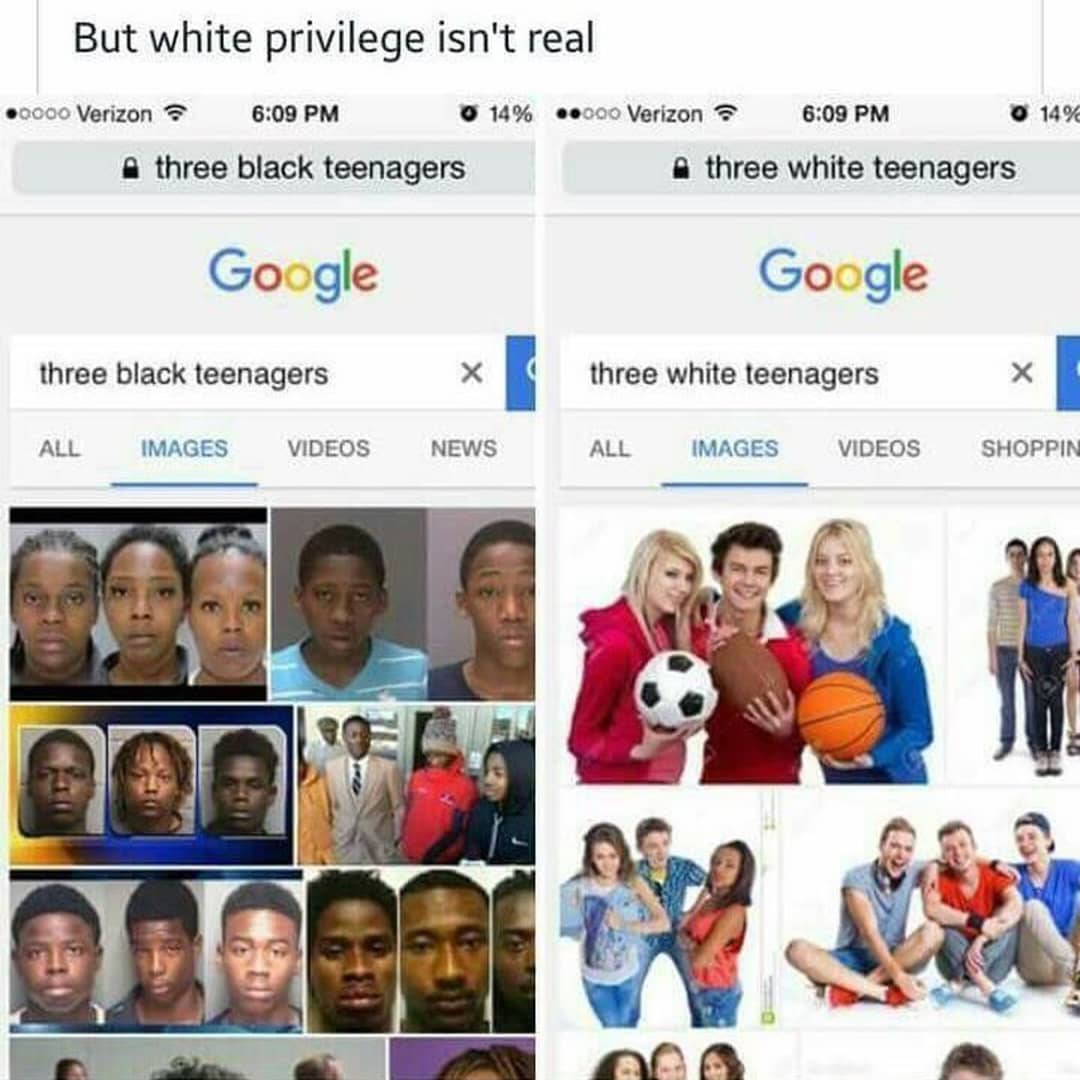 But white privilege isn't real
Verizon 6:09 PM 14%
three black teenagers
Google
three black teenagers
ALL IMAGES VIDEOS NEWS
Verizon 6:09 PM 14%
three white teenagers
Google
three white teenagers
ALL IMAGES VIDEOS SHOPPIN